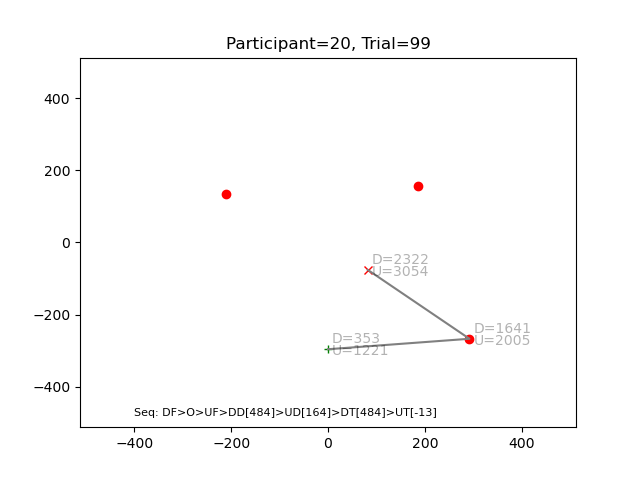 Participant=20, Trial=99
400
200
0
−200
−400
D=2322
U=3054
D=1641
U=2005
D=353
U=1221
Seq: DF>O>UF>DD[484]>UD[164]>DT[484]>UT[-13]
−400 −200 0 200 400